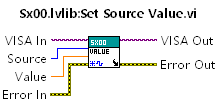 Sx00.lvlib:Set Source Value.vi
VISA In
SX00
VISA Out
Source
VALUE
Value
Error Out
Error In